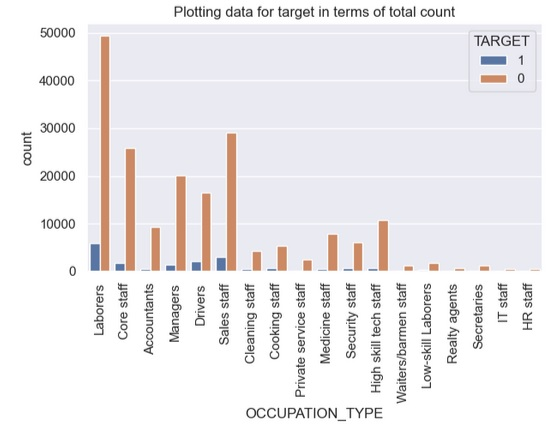 Plotting data for target in terms of total count
50000
40000
30000
20000
10000
0
count
TARGET
1
0
Laborers
Core staff
Accountants
Managers
Drivers
Sales staff
Cleaning staff
Cooking staff
Private service staff
Medicine staff
Security staff
High skill tech staff
Waiters/barmen staff
Low-skill Laborers
Realty agents
Secretaries
IT staff
HR staff
OCCUPATION_TYPE